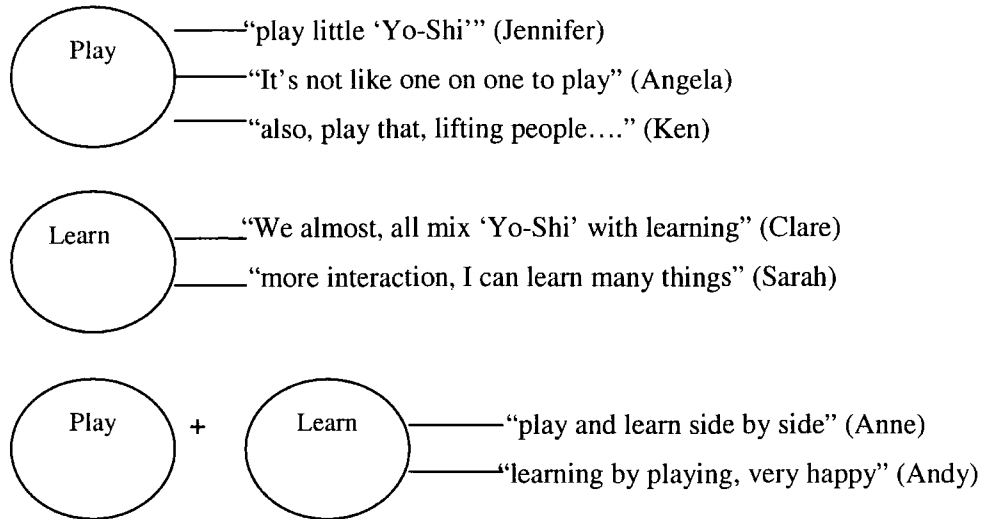 Play
“play little ‘Yo-Shi’” (Jennifer)
“It’s not like one on one to play” (Angela)
“also, play that, lifting people….” (Ken)
Learn
“We almost, all mix ‘Yo-Shi’ with learning” (Clare)
“more interaction, I can learn many things” (Sarah)
Play + Learn
“play and learn side by side” (Anne)
“learning by playing, very happy” (Andy)